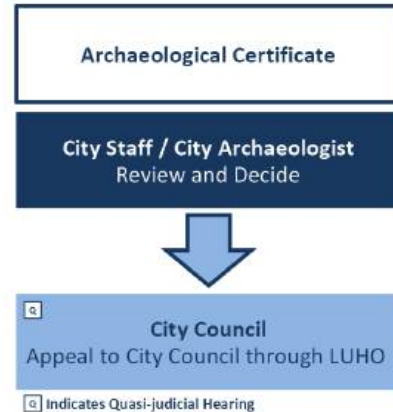 Archaeological Certificate
City Staff / City Archaeologist
Review and Decide
Q
City Council
Appeal to City Council through LUHO
Q Indicates Quasi-judicial Hearing